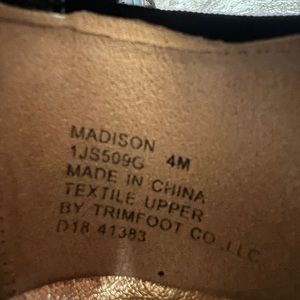 MADISON
1JS509G 4M
MADE IN CHINA
TEXTILE UPPER
BY TRIMFOOT CO.,LLC
D18 41383